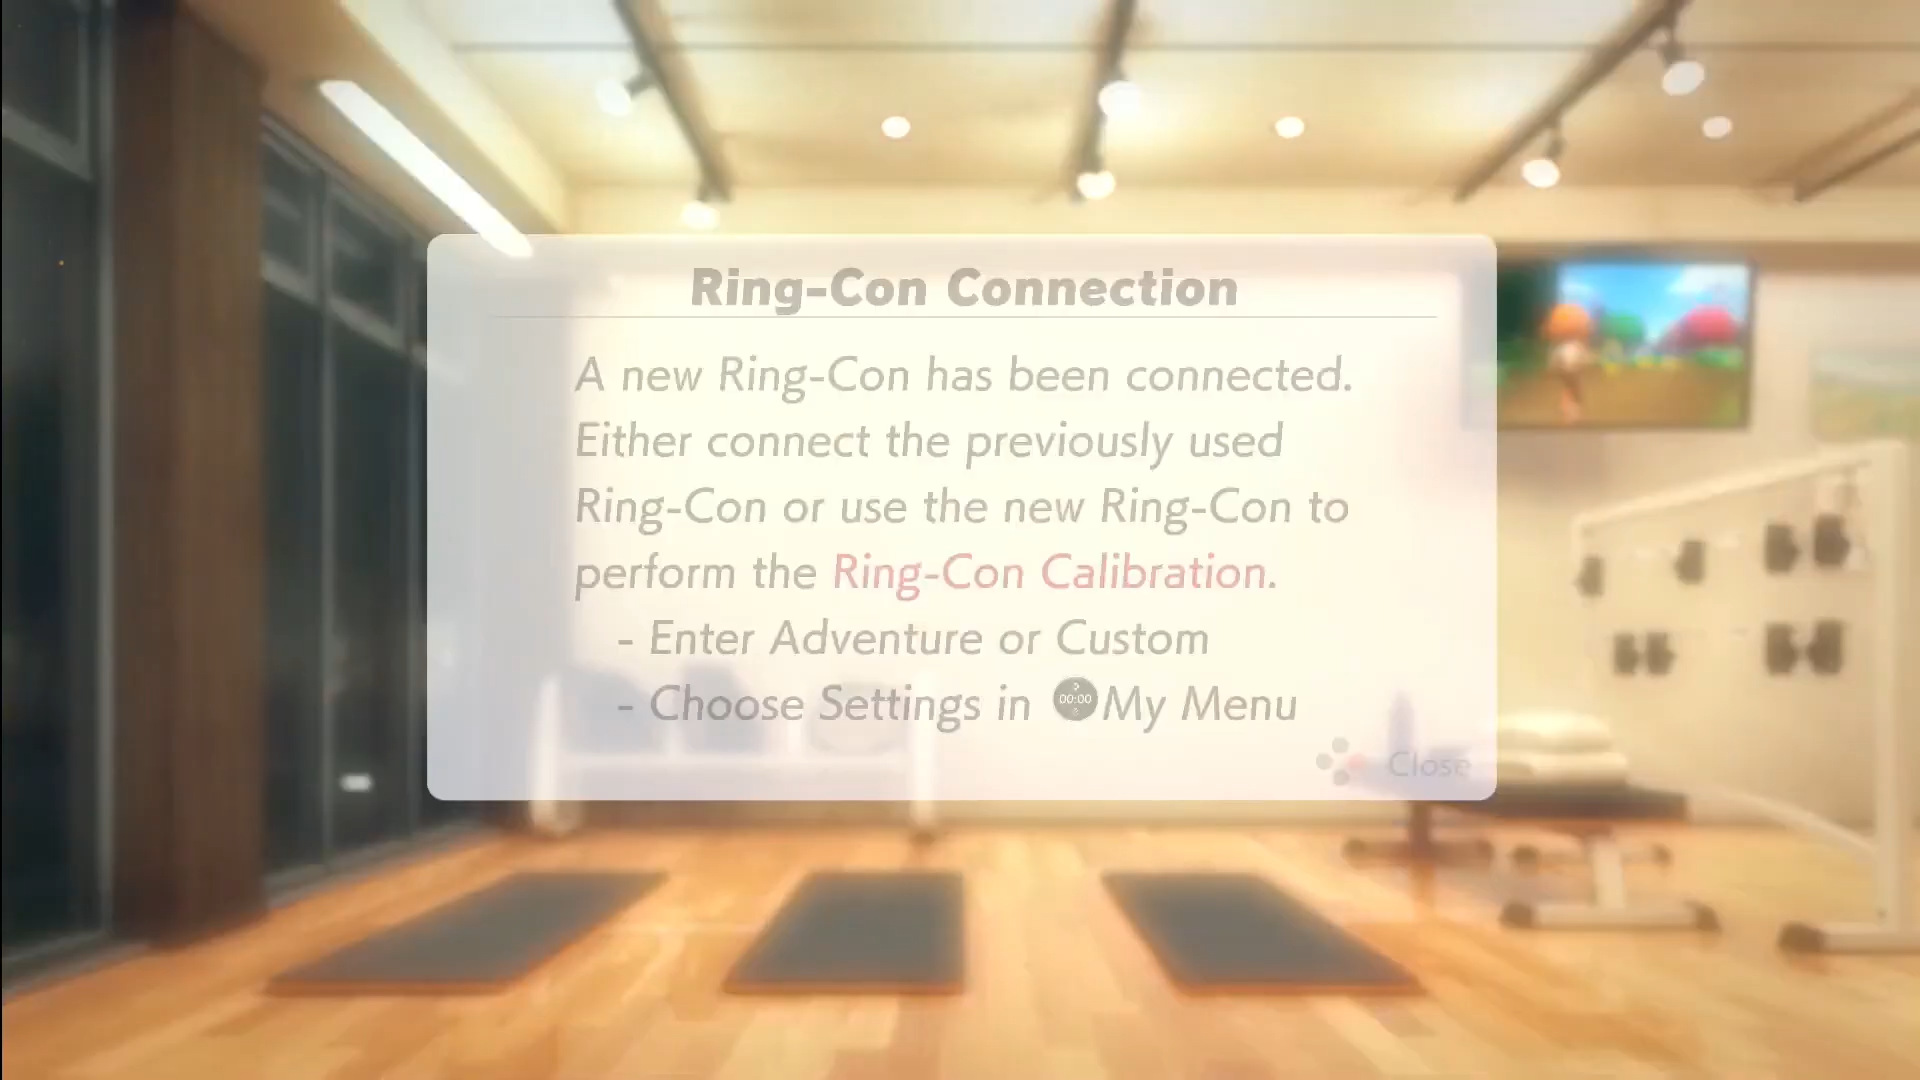 Ring-Con Connection
A new Ring-Con has been connected.
Either connect the previously used
Ring-Con or use the new Ring-Con to
perform the Ring-Con Calibration.
- Enter Adventure or Custom
- Choose Settings in 00:00 My Menu
Close